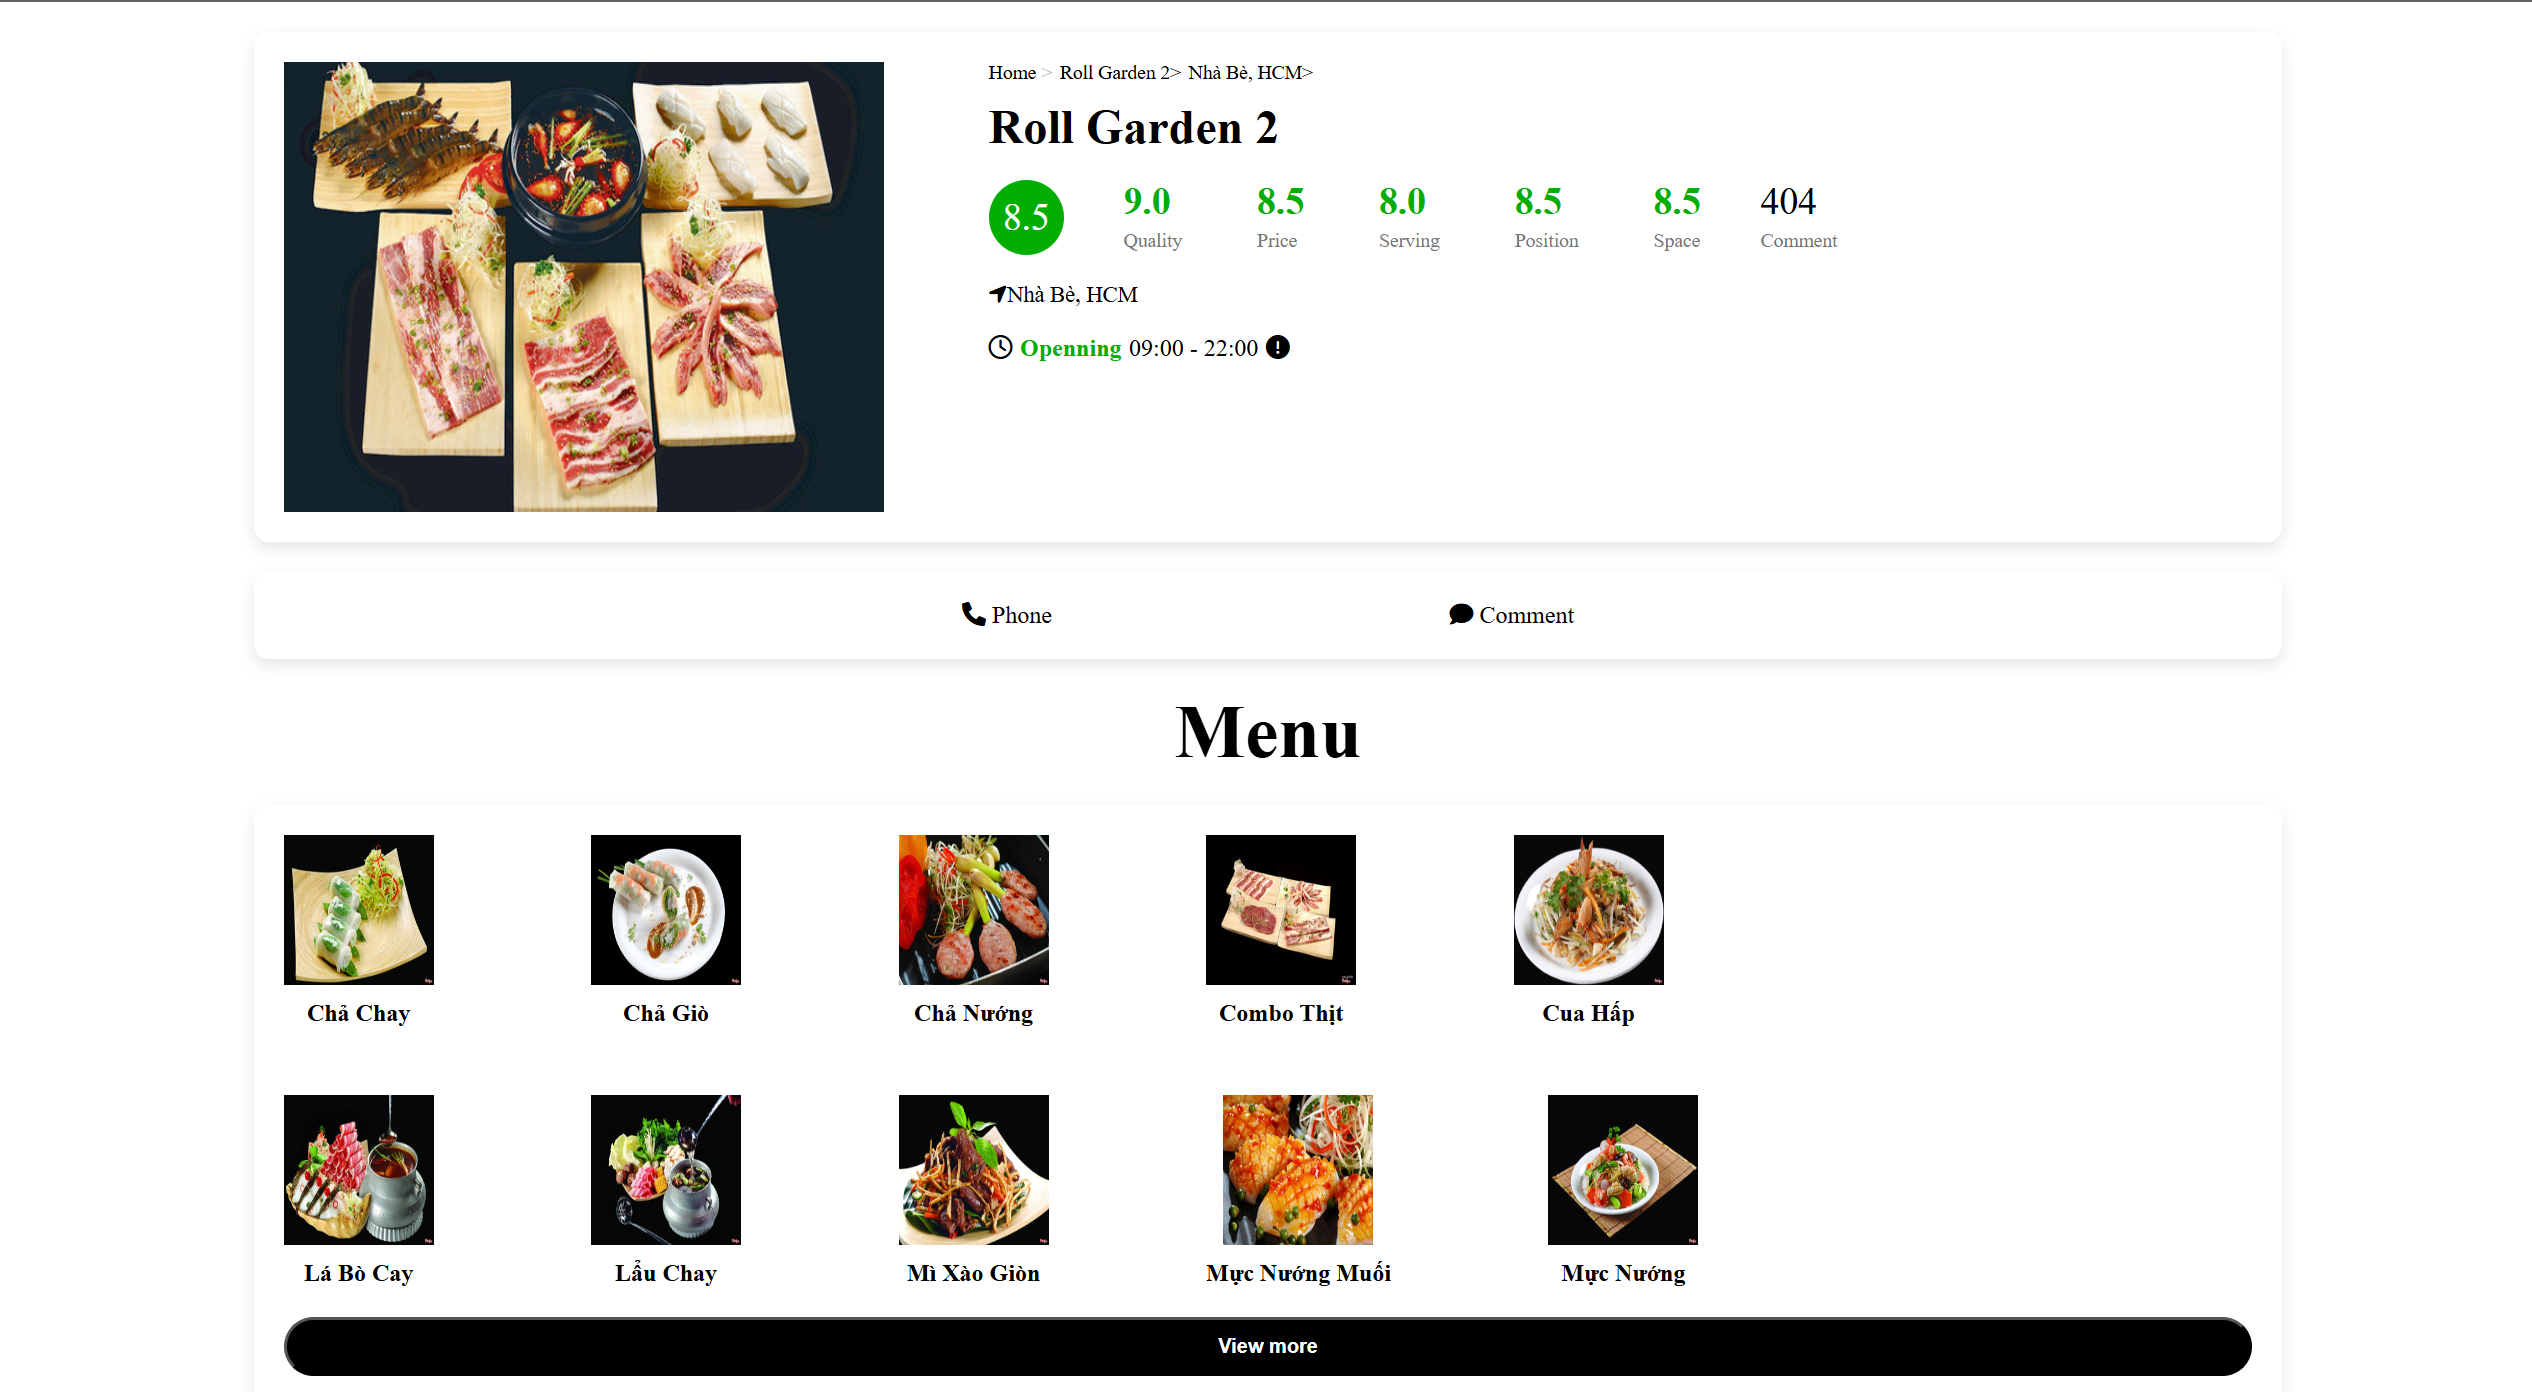 Home > Roll Garden 2> Nhà Bè, HCM>
Roll Garden 2
8.5 9.0 8.5 8.0 8.5 8.5 404
Quality Price Serving Position Space Comment
Nhà Bè, HCM
Openning 09:00 - 22:00
Phone Comment
Menu
Chả Chay Chả Giò Chả Nướng Combo Thịt Cua Hấp
Lá Bò Cay Lẩu Chay Mì Xào Giòn Mực Nướng Muối Mực Nướng
View more